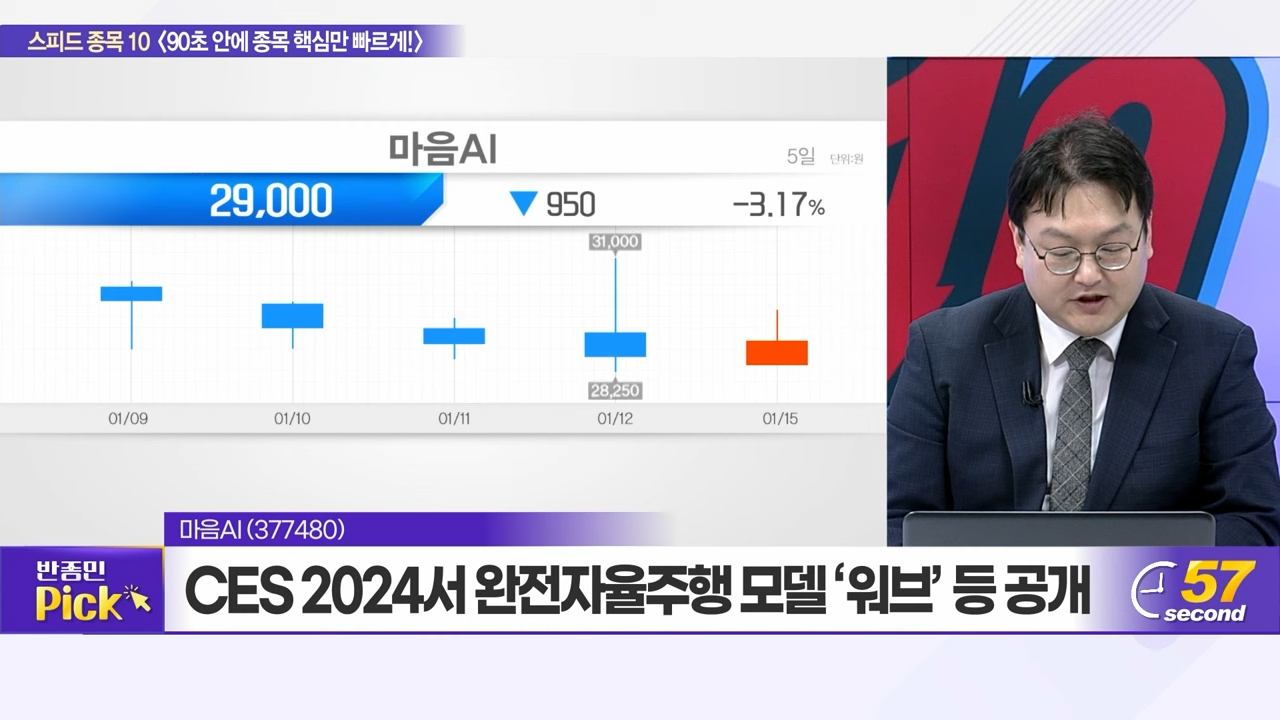 스피드 종목 10 〈90초 안에 종목 핵심만 빠르게!〉
마음AI
5일 단위:원
29,000 ▼ 950 -3.17%
31,000
28,250
01/09 01/10 01/11 01/12 01/15
마음AI (377480)
반종민
Pick
CES 2024서 완전자율주행 모델 ‘워브’ 등 공개
57
second